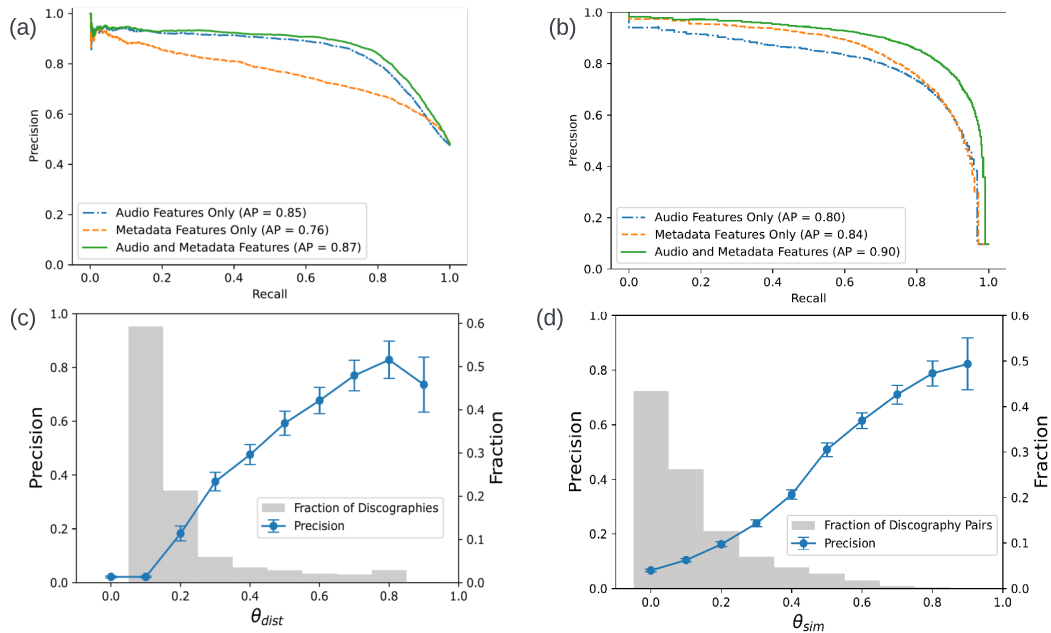 (a)
1.0
0.8
0.6
0.4
0.2
0.0
Precision
0.0 0.2 0.4 0.6 0.8 1.0
Recall
Audio Features Only (AP = 0.85)
Metadata Features Only (AP = 0.76)
Audio and Metadata Features (AP = 0.87)
(b)
1.0
0.8
0.6
0.4
0.2
0.0
Precision
0.0 0.2 0.4 0.6 0.8 1.0
Recall
Audio Features Only (AP = 0.80)
Metadata Features Only (AP = 0.84)
Audio and Metadata Features (AP = 0.90)
(c)
1.0
0.8
0.6
0.4
0.2
0.0
Precision
0.6
0.5
0.4
0.3
0.2
0.1
0.0
Fraction
Fraction of Discographies
Precision
0.0 0.2 0.4 0.6 0.8 1.0
θdist
(d)
1.0
0.8
0.6
0.4
0.2
0.0
Precision
0.6
0.5
0.4
0.3
0.2
0.1
0.0
Fraction
Fraction of Discography Pairs
Precision
0.0 0.2 0.4 0.6 0.8 1.0
θsim